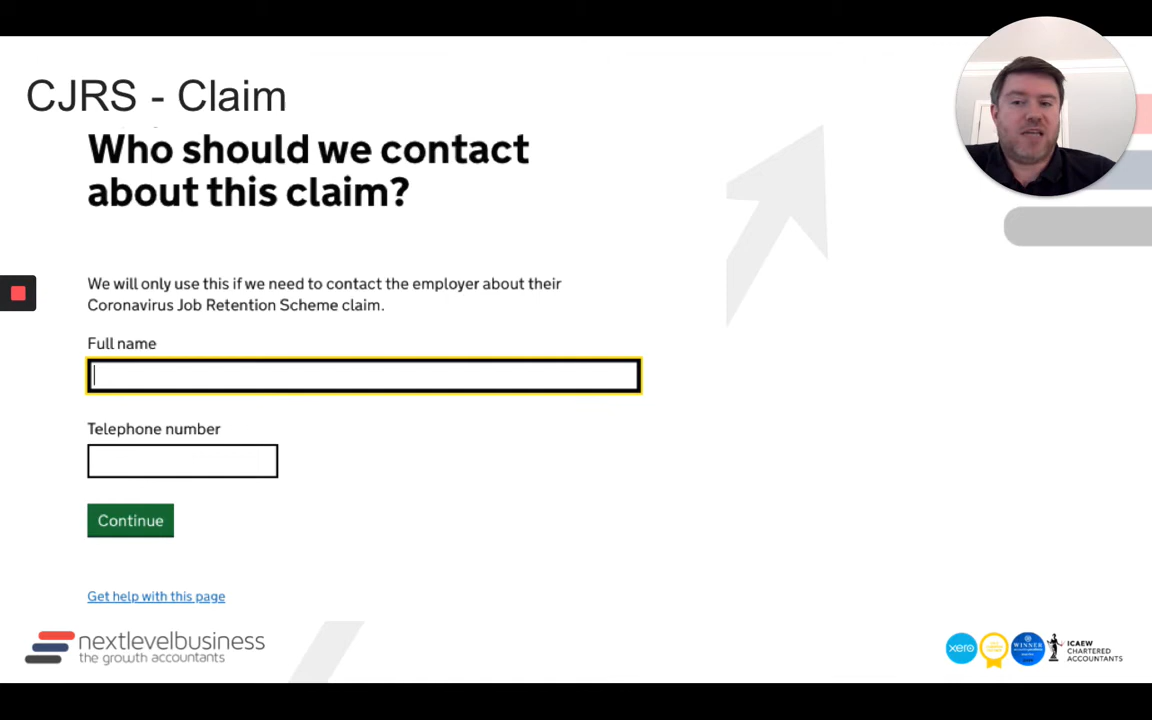 CJRS - Claim
Who should we contact
about this claim?
We will only use this if we need to contact the employer about their
Coronavirus Job Retention Scheme claim.
Full name
Telephone number
Continue
Get help with this page
nextlevelbusiness
the growth accountants
xero
WINNER
ICAEW
CHARTERED
ACCOUNTANTS